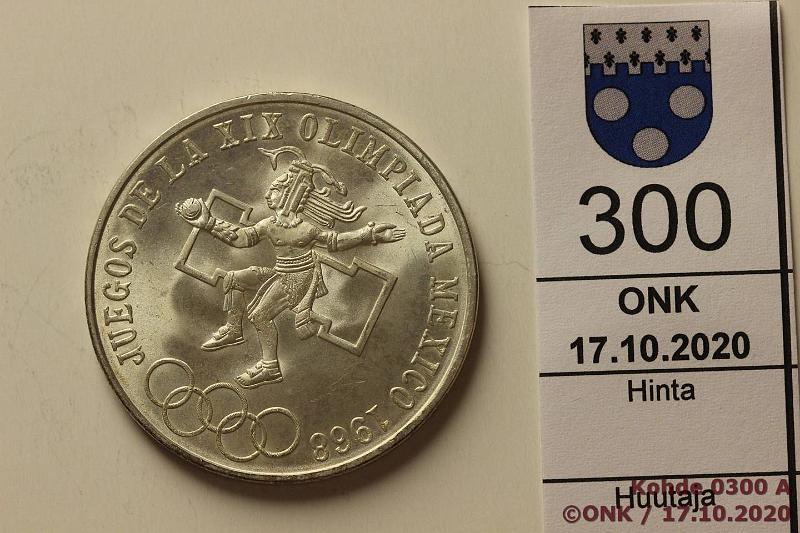 JUEGOS DE LA XIX OLIMPIADA MEXICO 1968
300
ONK
17.10.2020
Hinta
Huutaja
Kohde 0300 A
©ONK / 17.10.2020